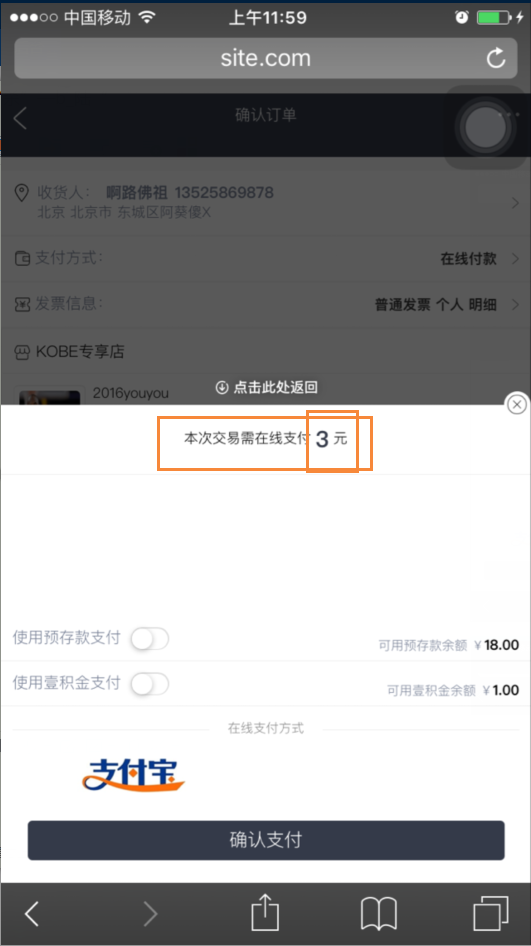 中国移动 上午11:59
site.com
确认订单
收货人： 啊路佛祖 13525869878
北京 北京市 东城区阿葵傻X
支付方式： 在线付款
发票信息： 普通发票 个人 明细
KOBE专享店
2016youyou
点击此处返回
本次交易需在线支付 3 元
使用预存款支付 可用预存款余额 ￥18.00
使用壹积金支付 可用壹积金余额 ￥1.00
在线支付方式
支付宝
确认支付